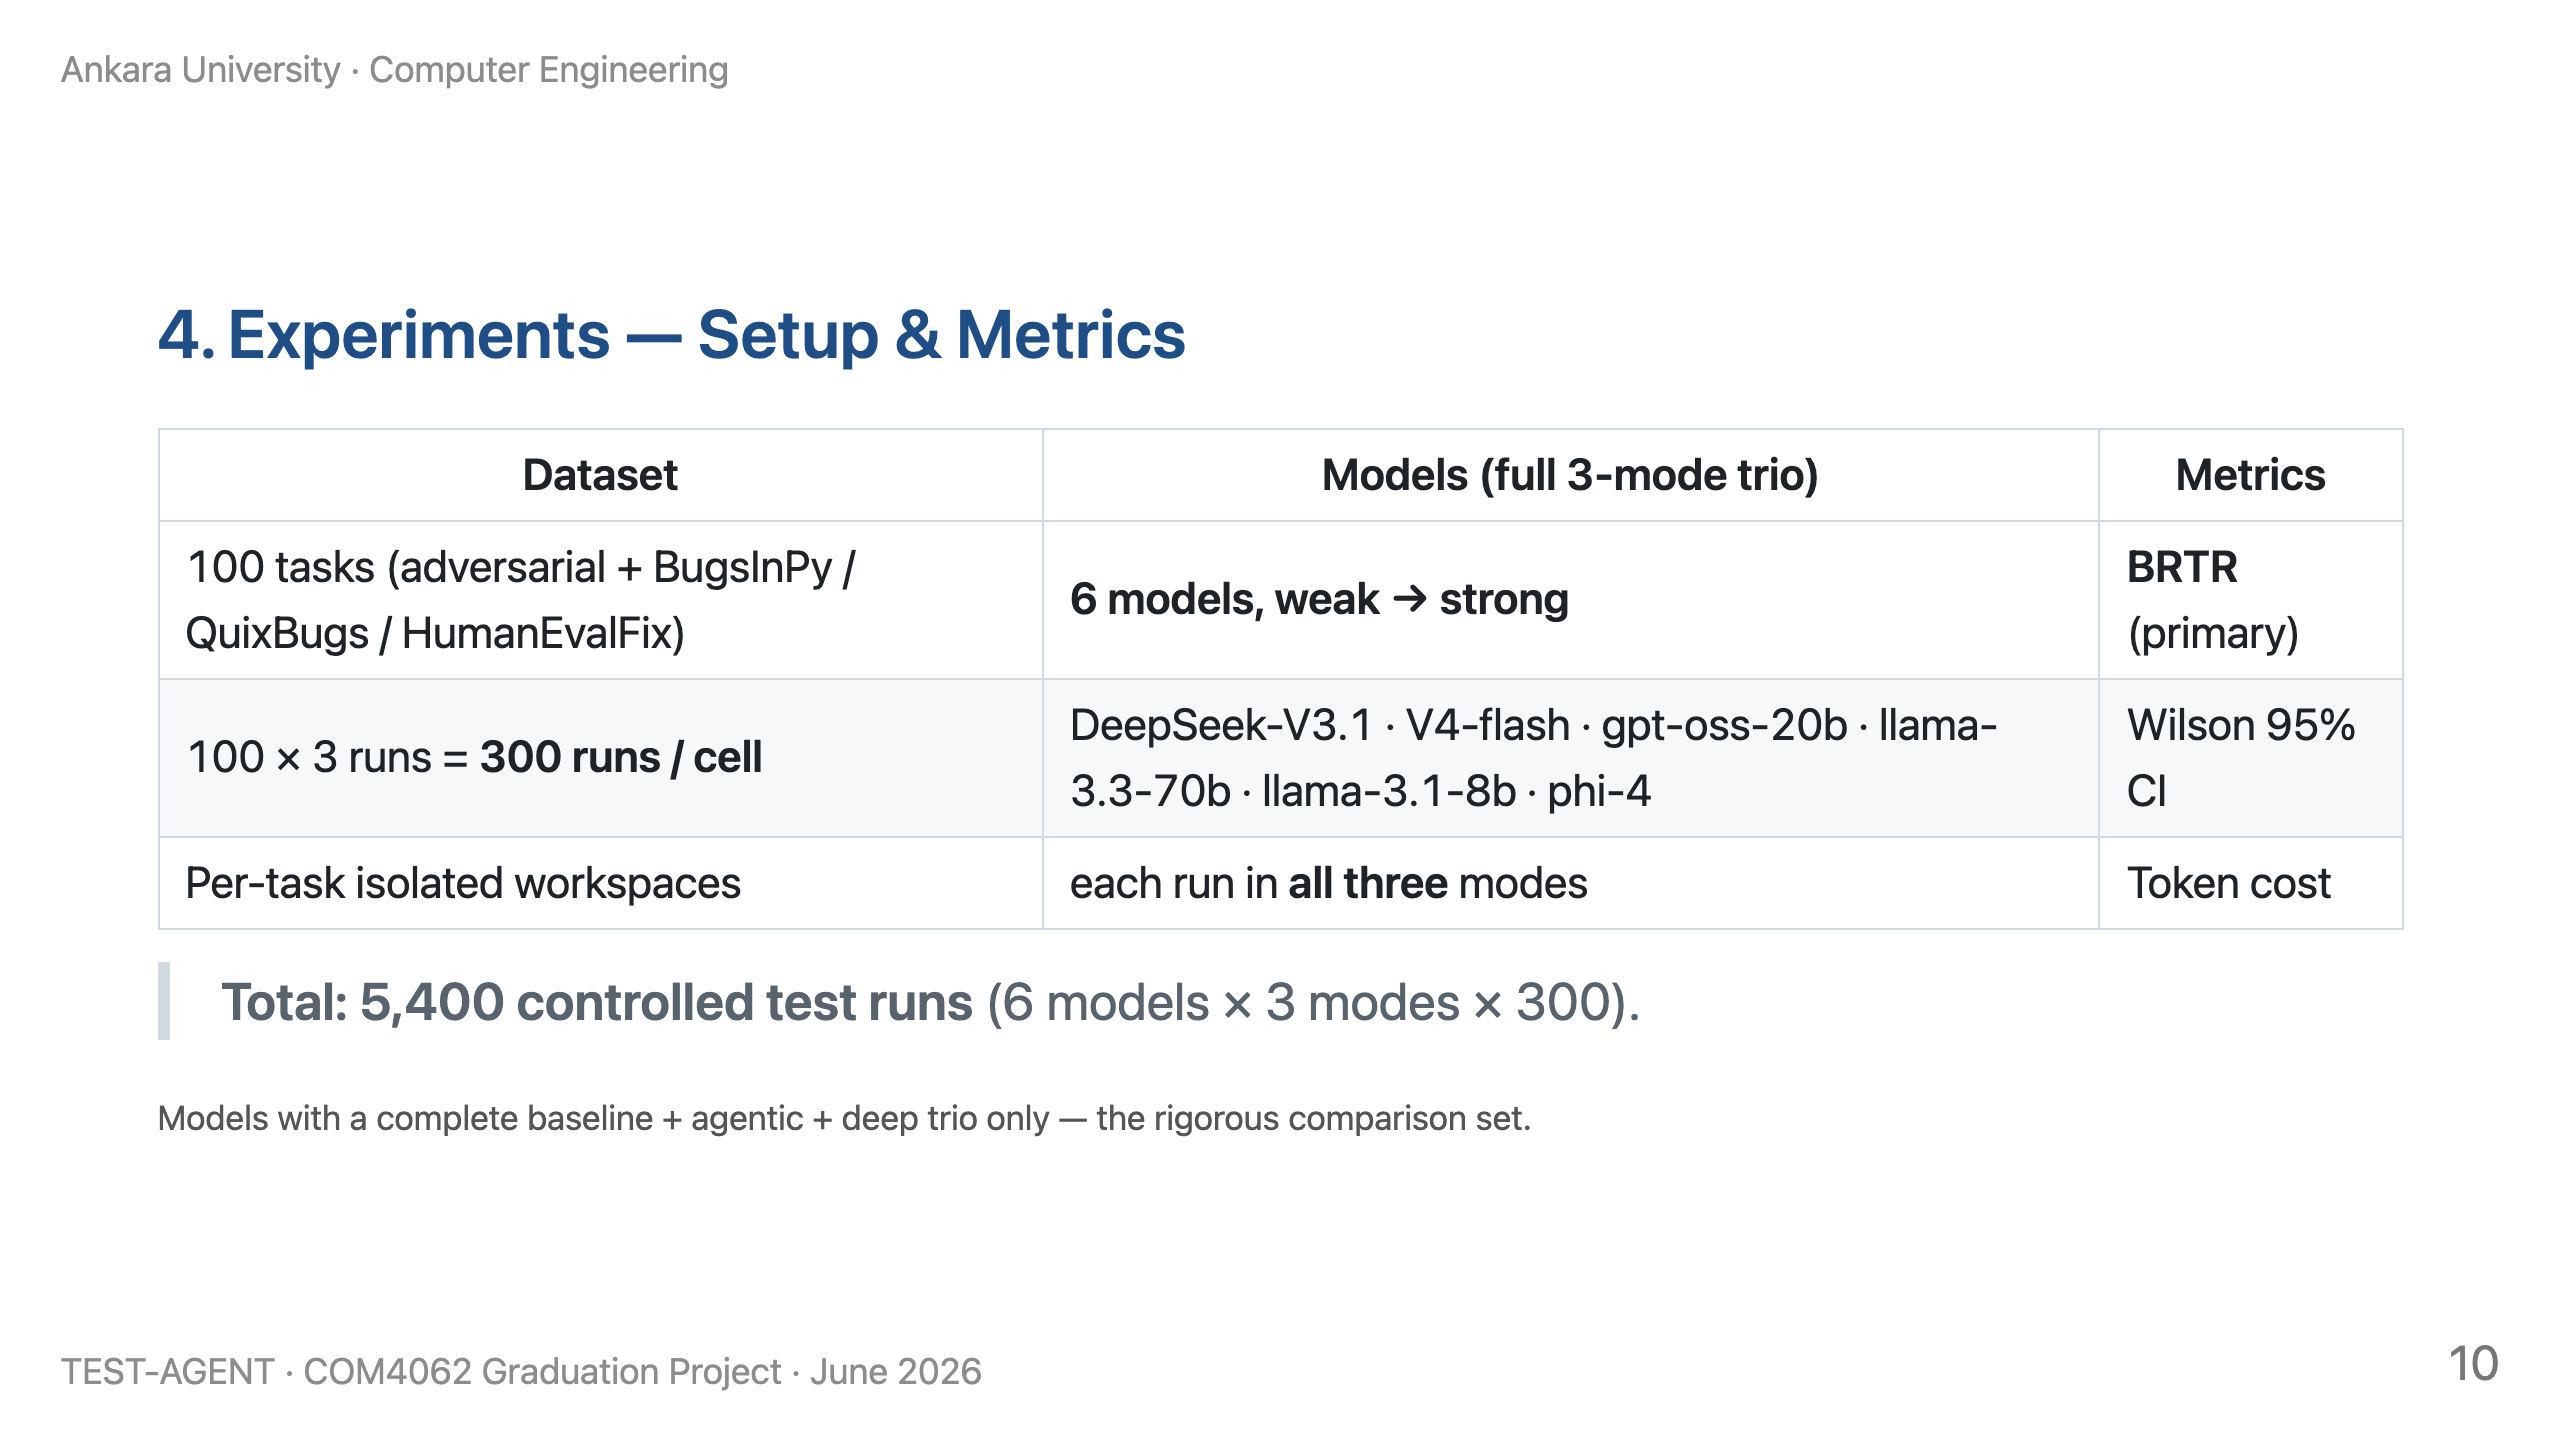 Ankara University · Computer Engineering
4. Experiments — Setup & Metrics
Dataset
Models (full 3-mode trio)
Metrics
100 tasks (adversarial + BugsInPy /
QuixBugs / HumanEvalFix)
6 models, weak → strong
BRTR
(primary)
100 × 3 runs = 300 runs / cell
DeepSeek-V3.1 · V4-flash · gpt-oss-20b · llama-
3.3-70b · llama-3.1-8b · phi-4
Wilson 95%
CI
Per-task isolated workspaces
each run in all three modes
Token cost
Total: 5,400 controlled test runs (6 models × 3 modes × 300).
Models with a complete baseline + agentic + deep trio only — the rigorous comparison set.
TEST-AGENT · COM4062 Graduation Project · June 2026
10